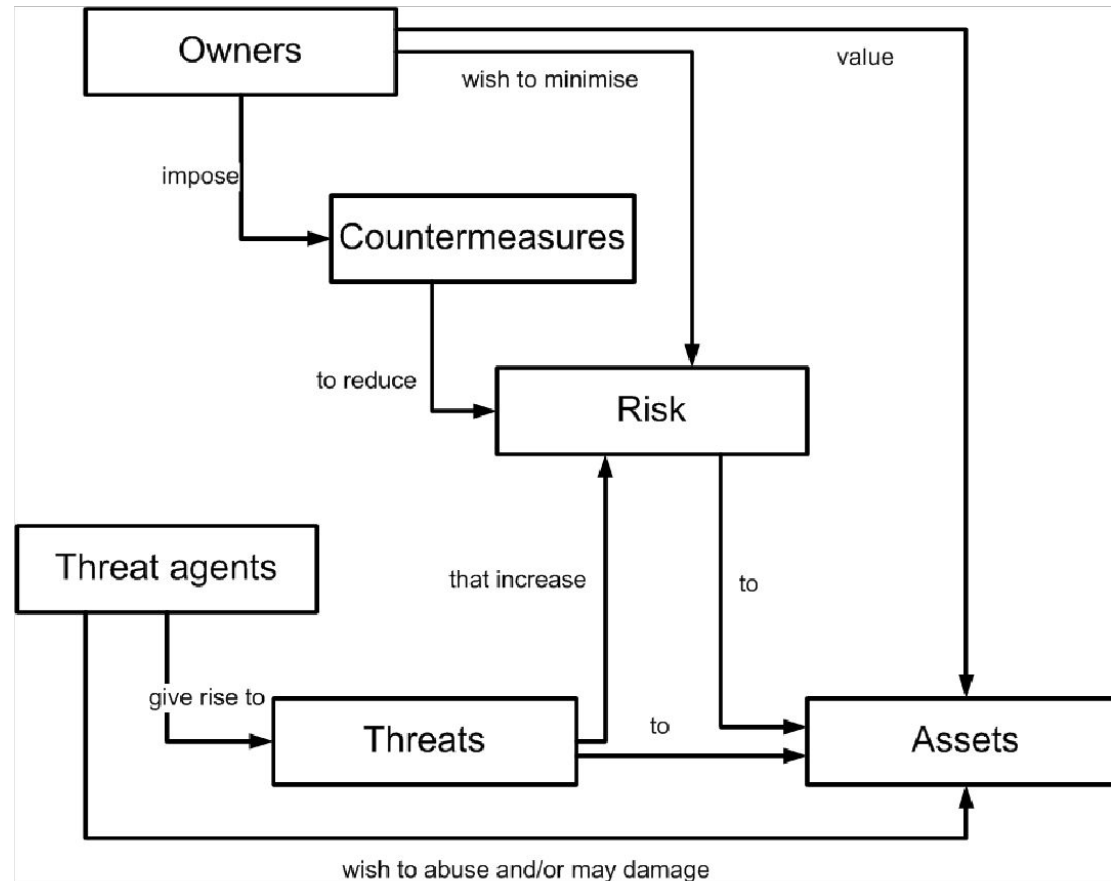 Owners
value
wish to minimise
impose
Countermeasures
to reduce
Risk
Threat agents
that increase
to
give rise to
Threats
to
Assets
wish to abuse and/or may damage